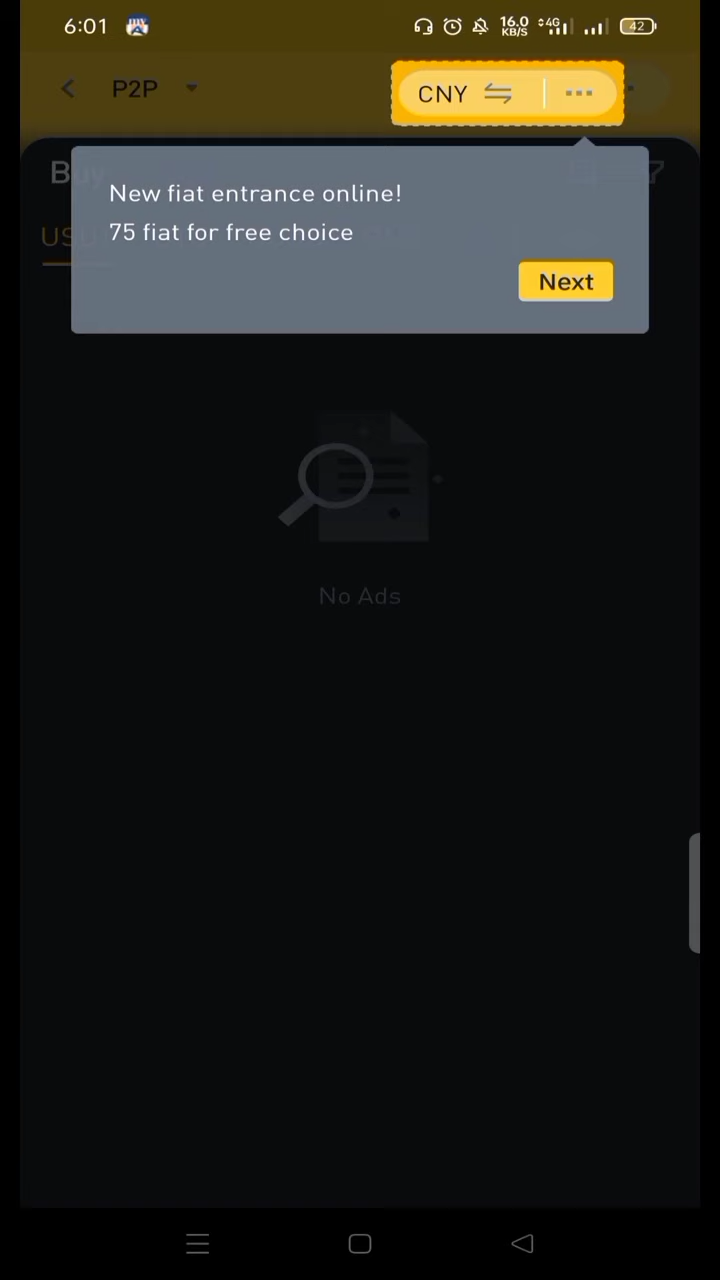 6:01
16.0
KB/S
4G
42
P2P
CNY
Buy
New fiat entrance online!
75 fiat for free choice
Next
No Ads